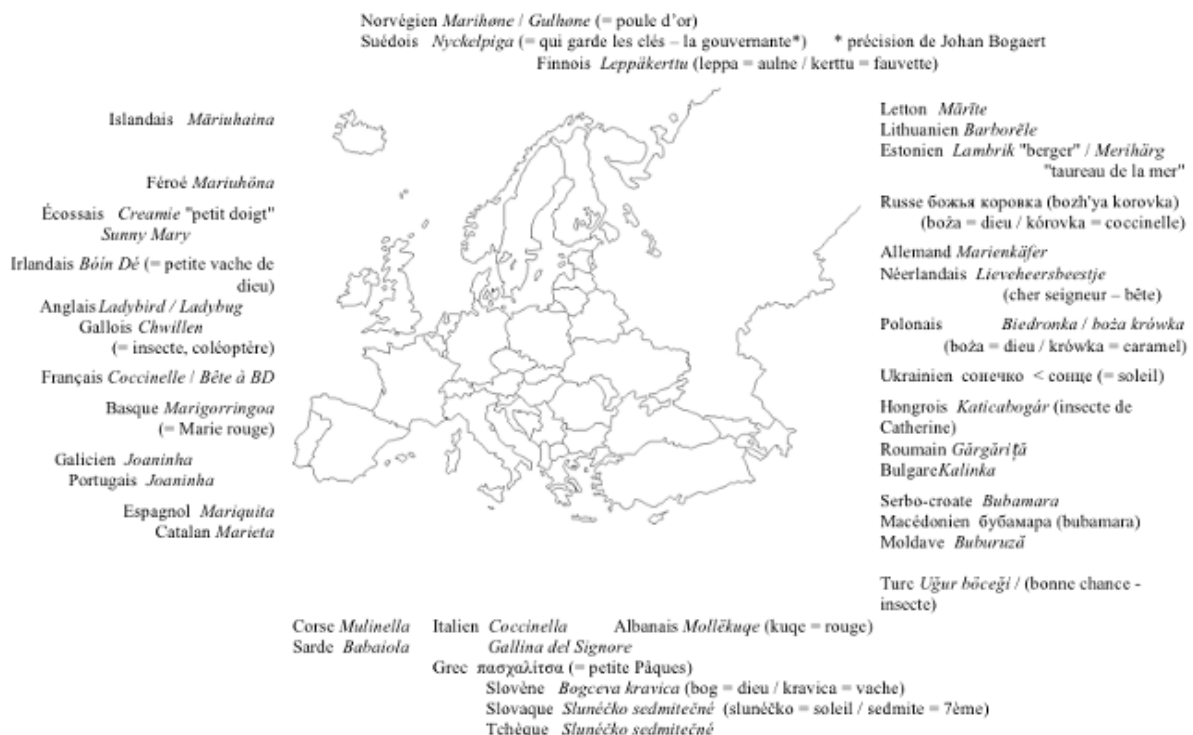 Norvégien Marihøne / Gulhøne (= poule d'or)
Suédois Nyckelpiga (= qui garde les clés – la gouvernante*) * précision de Johan Bogaert
Finnois Leppäkerttu (leppa = aulne / kerttu = fauvette)
Islandais Māriuhaina
Féroé Mariuhöna
Écossais Creamie "petit doigt"
Sunny Mary
Irlandais Bóin Dé (= petite vache de
dieu)
Anglais Ladybird / Ladybug
Gallois Chwillen
(= insecte, coléoptère)
Français Coccinelle / Bête à BD
Basque Marigorringoa
(= Marie rouge)
Galicien Joaninha
Portugais Joaninha
Espagnol Mariquita
Catalan Marieta
Letton Mārīte
Lithuanien Barborēle
Estonien Lambrik "berger" / Merihärg
"taureau de la mer"
Russe божья коровка (bozh'ya korovka)
(boża = dieu / kórovka = coccinelle)
Allemand Marienkäfer
Néerlandais Lieveheersbeestje
(cher seigneur – bête)
Polonais Biedronka / boża krówka
(boża = dieu / krówka = caramel)
Ukrainien сонечко < сонце (= soleil)
Hongrois Katicabogár (insecte de
Catherine)
Roumain Gărgăriță
Bulgare Kalinka
Serbo-croate Bubamara
Macédonien бубамара (bubamara)
Moldave Buburuză
Turc Uğur böceği / (bonne chance -
insecte)
Corse Mulinella Italien Coccinella Albanais Mollëkuqe (kuqe = rouge)
Sarde Babaiola Gallina del Signore
Grec πασχαλίτσα (= petite Pâques)
Slovène Bogceva kravica (bog = dieu / kravica = vache)
Slovaque Slunéčko sedmitečné (slunéčko = soleil / sedmite = 7ème)
Tchèque Slunéčko sedmitečné